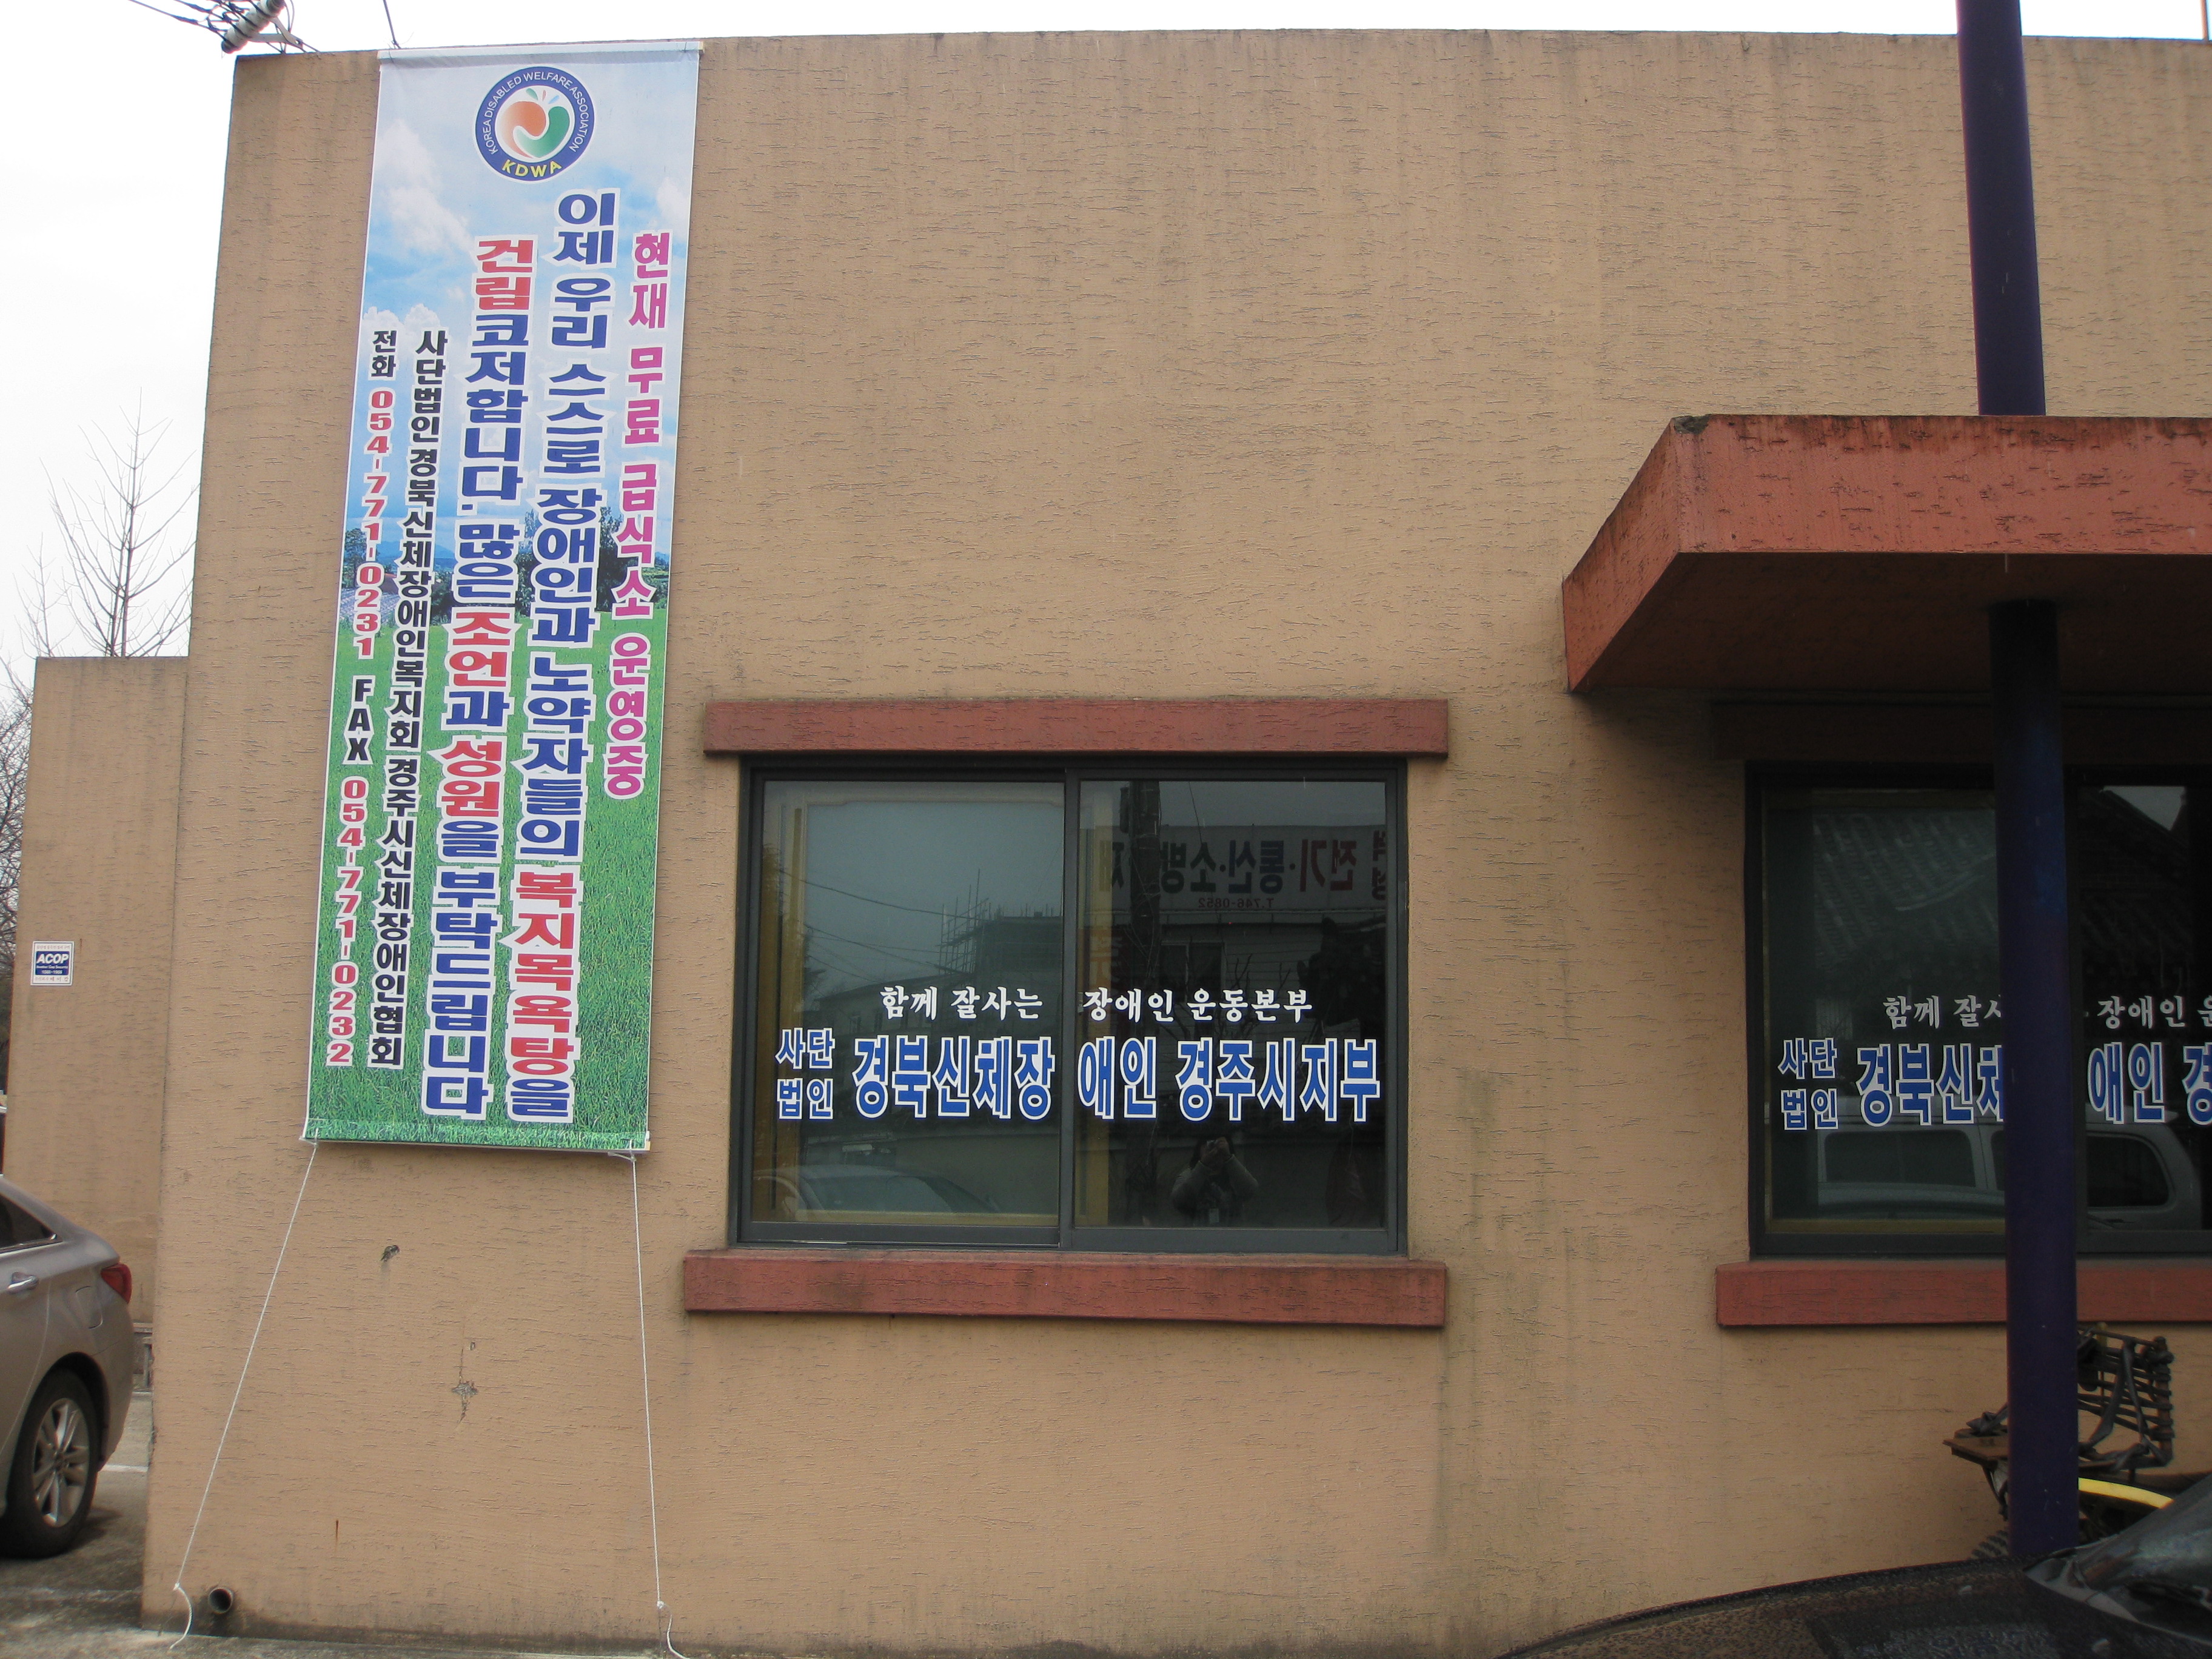 KOREA DISABLED WELFARE ASSOCIATION
KDWA
현재 무료 급식소 운영중
이제 우리 스스로 장애인과 노약자들의 복지목욕탕을
건립코저합니다. 많은 조언과 성원을 부탁드립니다
사단법인경북신체장애인복지회 경주시신체장애인협회
전화 054-771-0231 FAX 054-771-0232
ACOP
함께 잘사는 장애인 운동본부
사단법인 경북신체장애인 경주시지부
전기·통신·소방
T.746-0852
함께 잘사 장애인
사단법인 경북신체 애인